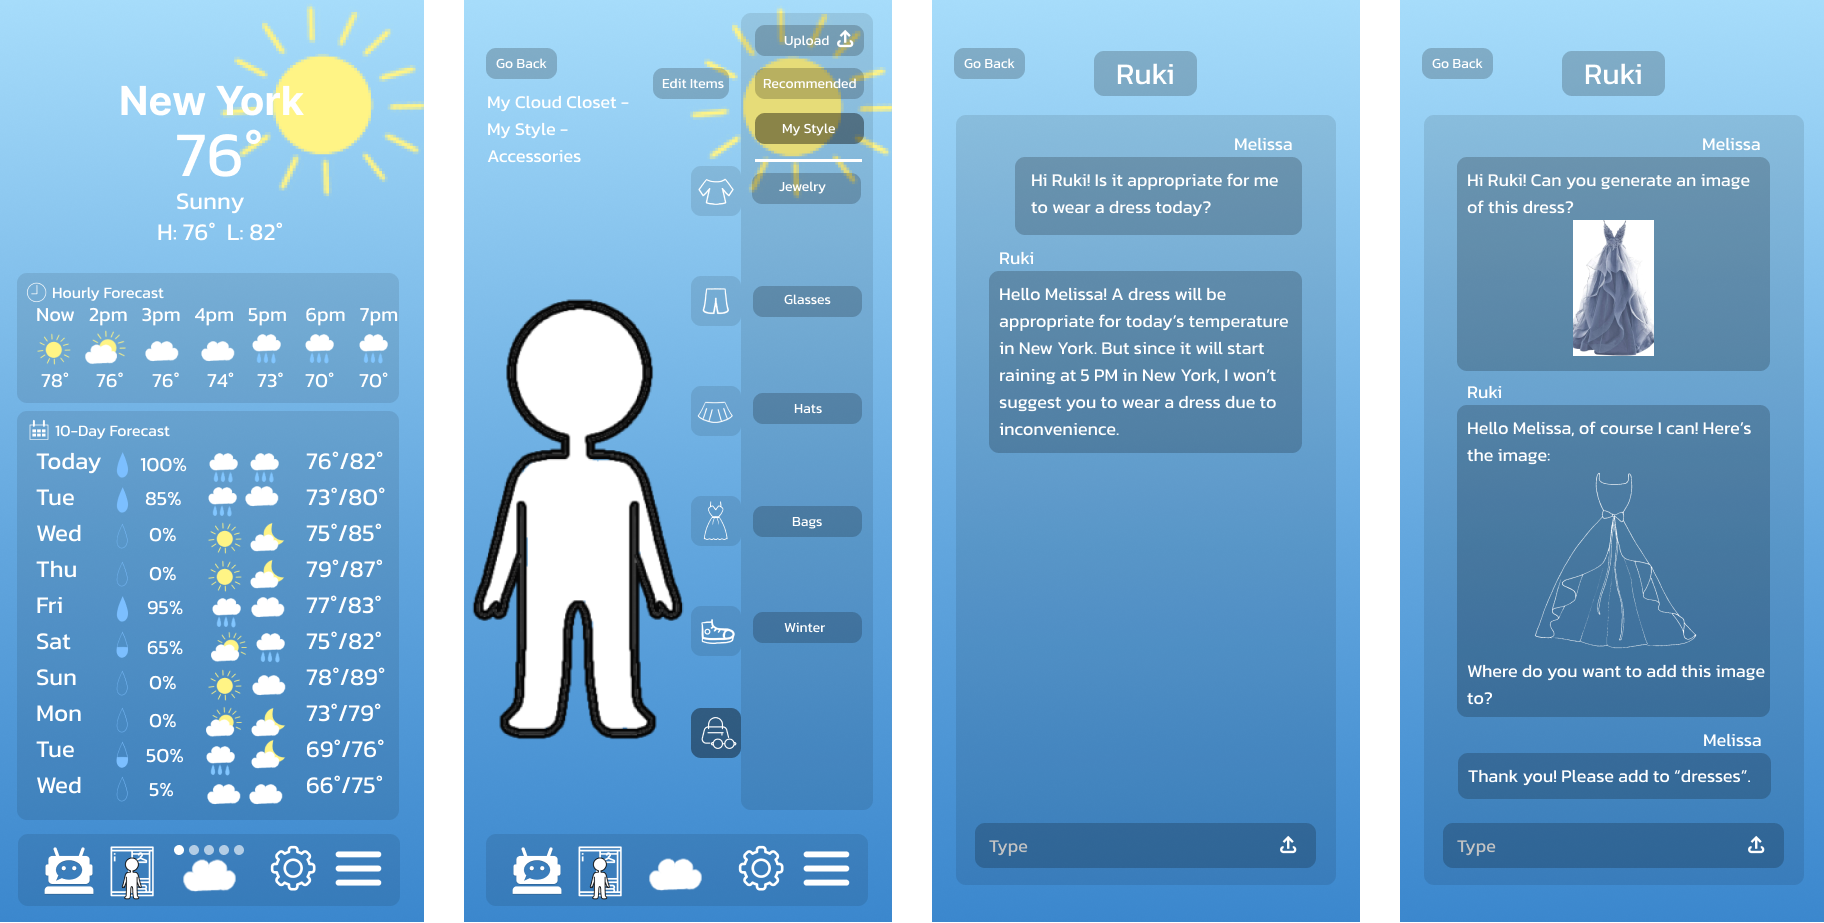 New York
76°
Sunny
H: 76° L: 82°
Hourly Forecast
Now 2pm 3pm 4pm 5pm 6pm 7pm
78° 76° 76° 74° 73° 70° 70°
10-Day Forecast
Today 100% 76°/82°
Tue 85% 73°/80°
Wed 0% 75°/85°
Thu 0% 79°/87°
Fri 95% 77°/83°
Sat 65% 75°/82°
Sun 0% 78°/89°
Mon 0% 73°/79°
Tue 50% 69°/76°
Wed 5% 66°/75°
Go Back
My Cloud Closet -
My Style -
Accessories
Edit Items
Upload
Recommended
My Style
Jewelry
Glasses
Hats
Bags
Winter
Go Back
Ruki
Melissa
Hi Ruki! Is it appropriate for me
to wear a dress today?
Ruki
Hello Melissa! A dress will be
appropriate for today's temperature
in New York. But since it will start
raining at 5 PM in New York, I won't
suggest you to wear a dress due to
inconvenience.
Type
Go Back
Ruki
Melissa
Hi Ruki! Can you generate an image
of this dress?
Ruki
Hello Melissa, of course I can! Here's
the image:
Where do you want to add this image
to?
Melissa
Thank you! Please add to "dresses".
Type